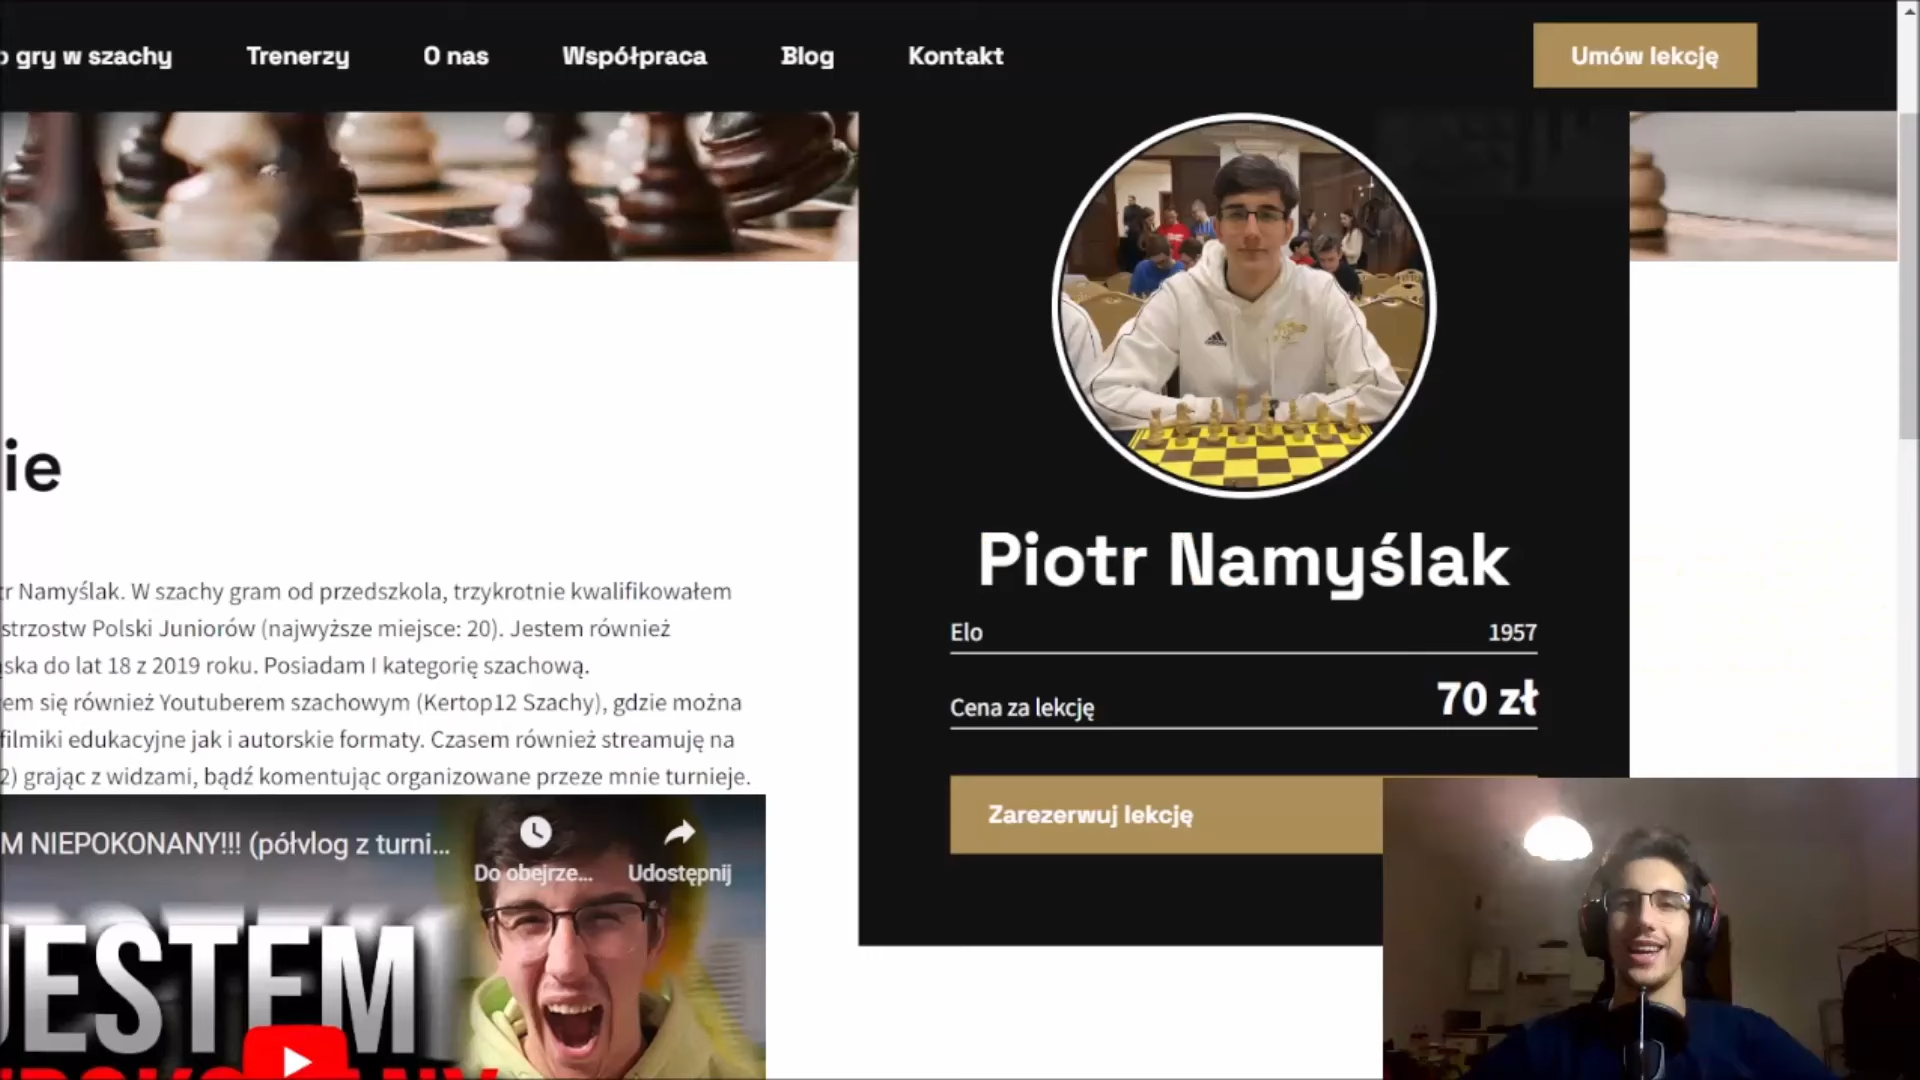 gry w szachy
Trenerzy
O nas
Współpraca
Blog
Kontakt
Umów lekcję
ie
tr Namyślak. W szachy gram od przedszkola, trzykrotnie kwalifikowałem
strzostw Polski Juniorów (najwyższe miejsce: 20). Jestem również
ska do lat 18 z 2019 roku. Posiadam I kategorię szachową.
em się również Youtuberem szachowym (Kertop12 Szachy), gdzie można
filmiki edukacyjne jak i autorskie formaty. Czasem również streamuję na
2) grając z widzami, bądź komentując organizowane przeze mnie turnieje.
M NIEPOKONANY!!! (półvlog z turni...
Do obejrze...
Udostępnij
JESTEM
Piotr Namyślak
Elo 1957
Cena za lekcję 70 zł
Zarezerwuj lekcję